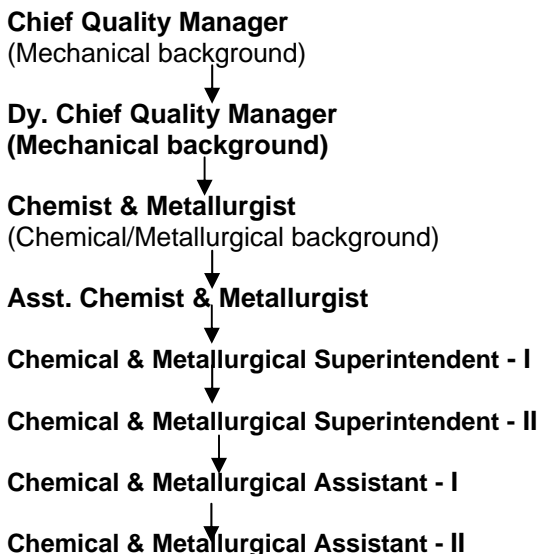 Chief Quality Manager
(Mechanical background)
Dy. Chief Quality Manager
(Mechanical background)
Chemist & Metallurgist
(Chemical/Metallurgical background)
Asst. Chemist & Metallurgist
Chemical & Metallurgical Superintendent - I
Chemical & Metallurgical Superintendent - II
Chemical & Metallurgical Assistant - I
Chemical & Metallurgical Assistant - II